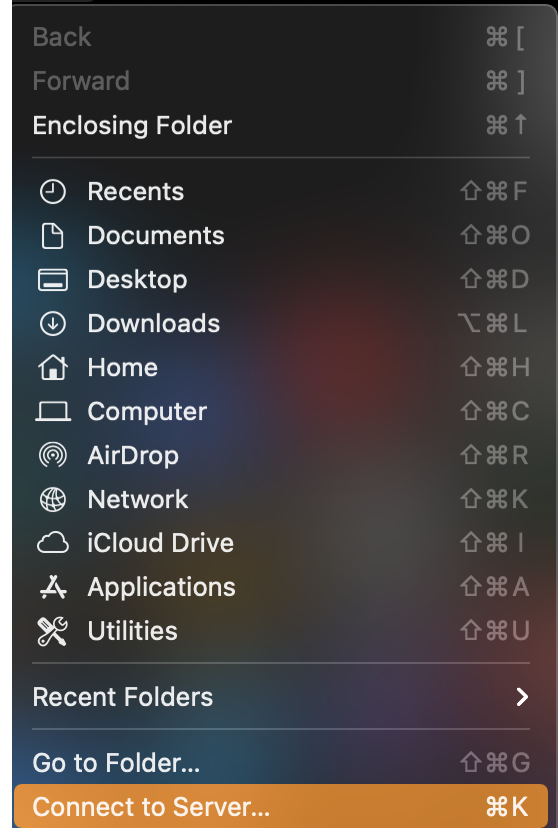 Back ⌘ [
Forward ⌘ ]
Enclosing Folder ⌘↑
Recents ⇧⌘F
Documents ⇧⌘O
Desktop ⇧⌘D
Downloads ⌥⌘L
Home ⇧⌘H
Computer ⇧⌘C
AirDrop ⇧⌘R
Network ⇧⌘K
iCloud Drive ⇧⌘I
Applications ⇧⌘A
Utilities ⇧⌘U
Recent Folders
Go to Folder... ⇧⌘G
Connect to Server... ⌘K